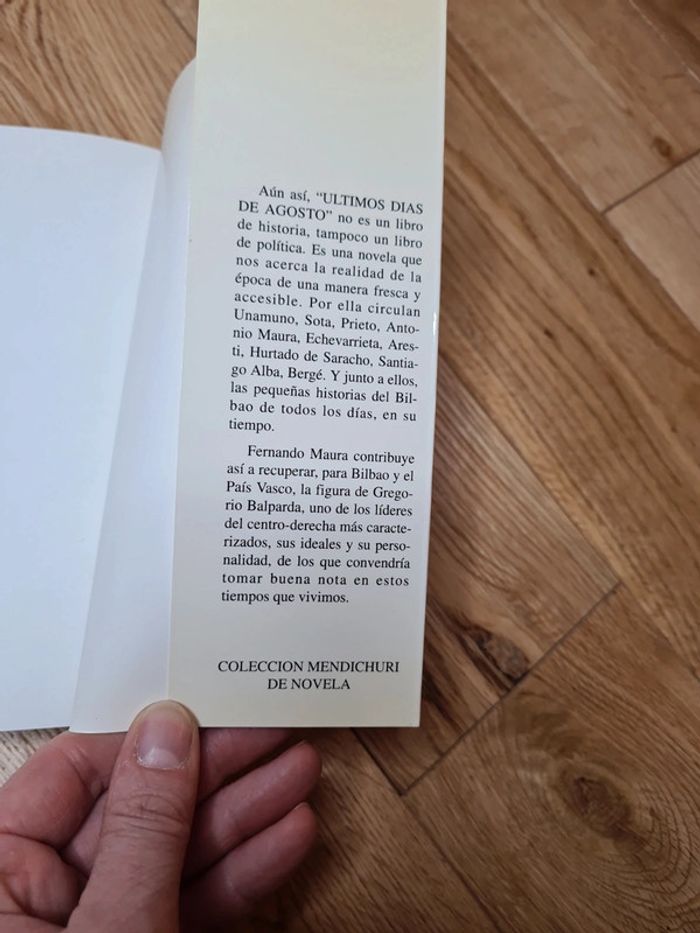 Aún así, “ULTIMOS DIAS
DE AGOSTO” no es un libro
de historia, tampoco un libro
de política. Es una novela que
nos acerca la realidad de la
época de una manera fresca y
accesible. Por ella circulan
Unamuno, Sota, Prieto, Anto-
nio Maura, Echevarrieta, Ares-
ti, Hurtado de Saracho, Santia-
go Alba, Bergé. Y junto a ellos,
las pequeñas historias del Bil-
bao de todos los días, en su
tiempo.
Fernando Maura contribuye
así a recuperar, para Bilbao y el
País Vasco, la figura de Grego-
rio Balparda, uno de los líderes
del centro-derecha más caracte-
rizados, sus ideales y su perso-
nalidad, de los que convendría
tomar buena nota en estos
tiempos que vivimos.
COLECCION MENDICHURI
DE NOVELA